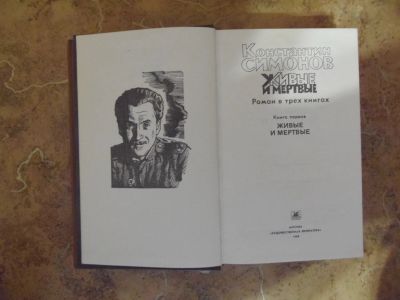 Константин
СИМОНОВ
ЖИВЫЕ
И МЕРТВЫЕ
Роман в трех книгах
Книга первая
ЖИВЫЕ
И МЕРТВЫЕ
МОСКВА
«ХУДОЖЕСТВЕННАЯ ЛИТЕРАТУРА»